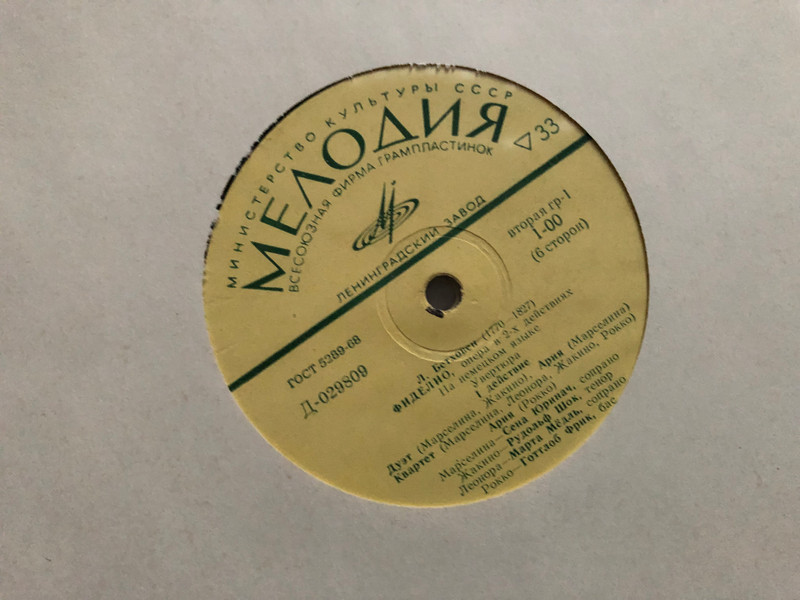 МИНИСТЕРСТВО КУЛЬТУРЫ СССР
МЕЛОДИЯ
ВСЕСОЮЗНАЯ ФИРМА ГРАМПЛАСТИНОК
33
ЛЕНИНГРАДСКИЙ ЗАВОД
вторая гр-1
1-00
(6 сторон)
ГОСТ 5289-68
Д-029809
Л. Бетховен (1770—1827)
ФИДЕЛИО, опера в 2-х действиях
На немецком языке
Увертюра
I действие
Дуэт (Марселина, Жакино), Ария (Марселина)
Квартет (Марселина, Леонора, Жакино, Рокко)
Ария (Рокко)
Марселина—Сена Юринач, сопрано
Жакино—Рудольф Шок, тенор
Леонора—Марта Мёдль, сопрано
Рокко—Готтлоб Фрик, бас